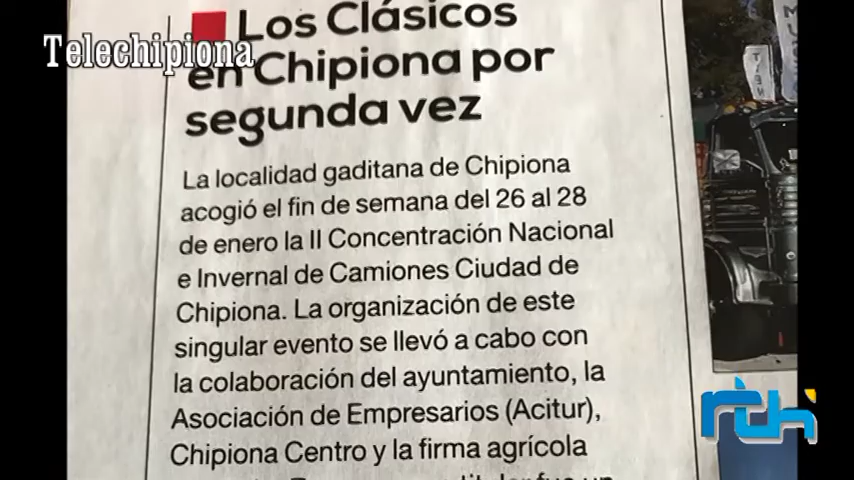 Telechipiona
Los Clásicos
en Chipiona por
segunda vez
La localidad gaditana de Chipiona
acogió el fin de semana del 26 al 28
de enero la II Concentración Nacional
e Invernal de Camiones Ciudad de
Chipiona. La organización de este
singular evento se llevó a cabo con
la colaboración del ayuntamiento, la
Asociación de Empresarios (Acitur),
Chipiona Centro y la firma agrícola
rtch